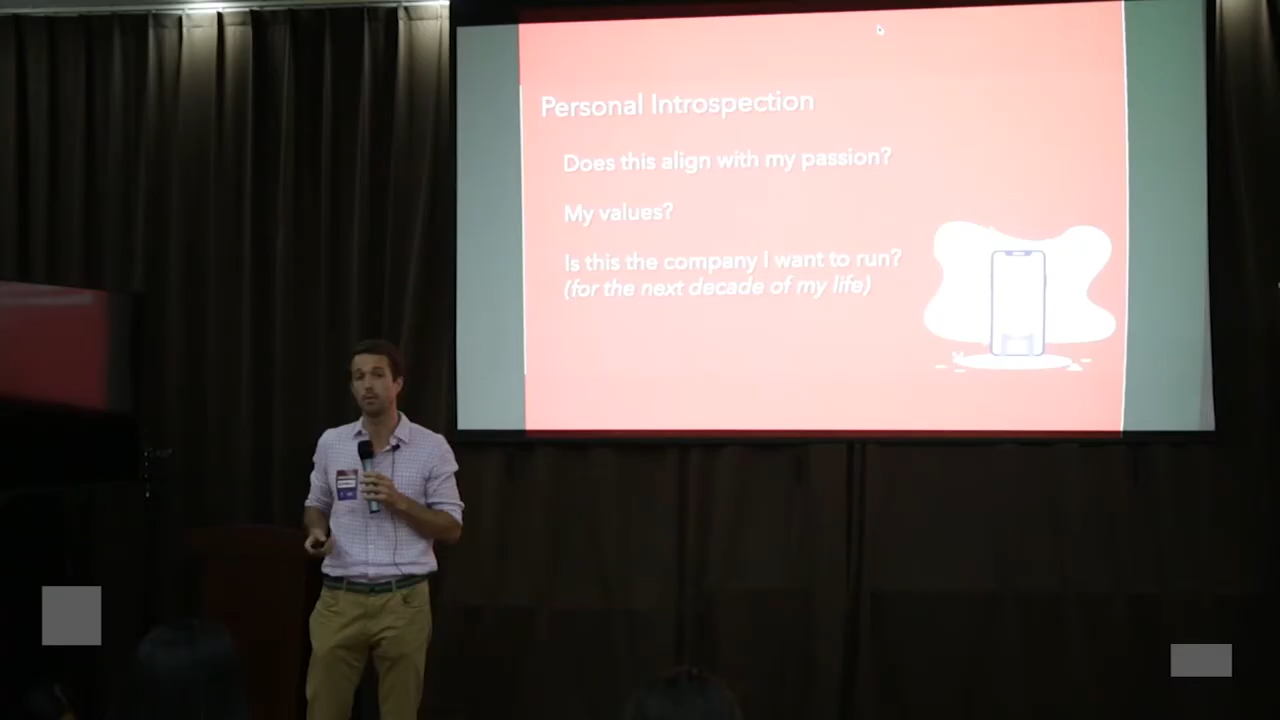 Personal Introspection
Does this align with my passion?
My values?
Is this the company I want to run?
(for the next decade of my life)